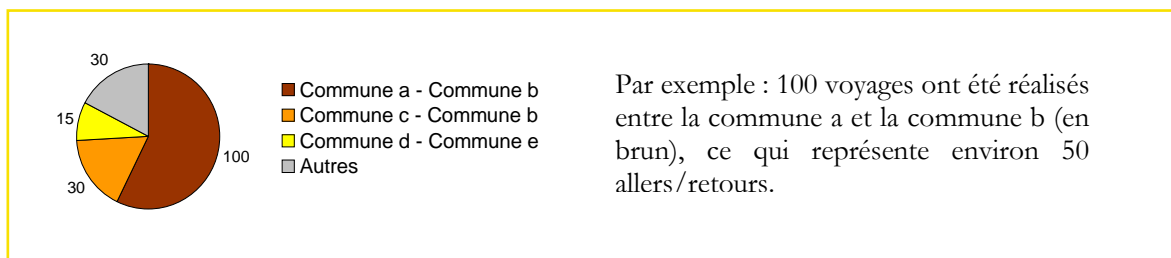 30
15
30
100
Commune a - Commune b
Commune c - Commune b
Commune d - Commune e
Autres
Par exemple : 100 voyages ont été réalisés
entre la commune a et la commune b (en
brun), ce qui représente environ 50
allers/retours.